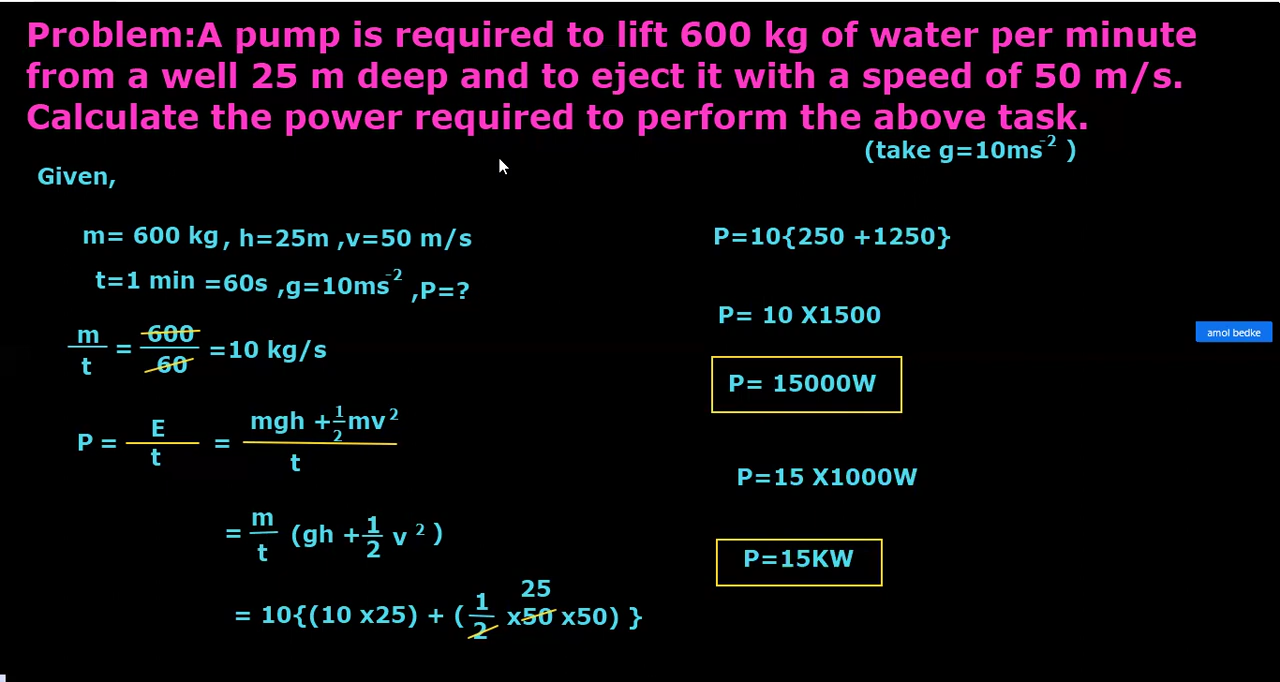 Problem:A pump is required to lift 600 kg of water per minute
from a well 25 m deep and to eject it with a speed of 50 m/s.
Calculate the power required to perform the above task.
(take g=10ms⁻² )
Given,
m= 600 kg, h=25m ,v=50 m/s
t=1 min =60s ,g=10ms⁻² ,P=?
m/t = 600/60 =10 kg/s
P = E/t = (mgh + 1/2 mv²)/t
= m/t (gh + 1/2 v²)
25
= 10{(10 x25) + (1/2 x50 x50) }
P=10{250 +1250}
P= 10 X1500
P= 15000W
P=15 X1000W
P=15KW
amol bedke